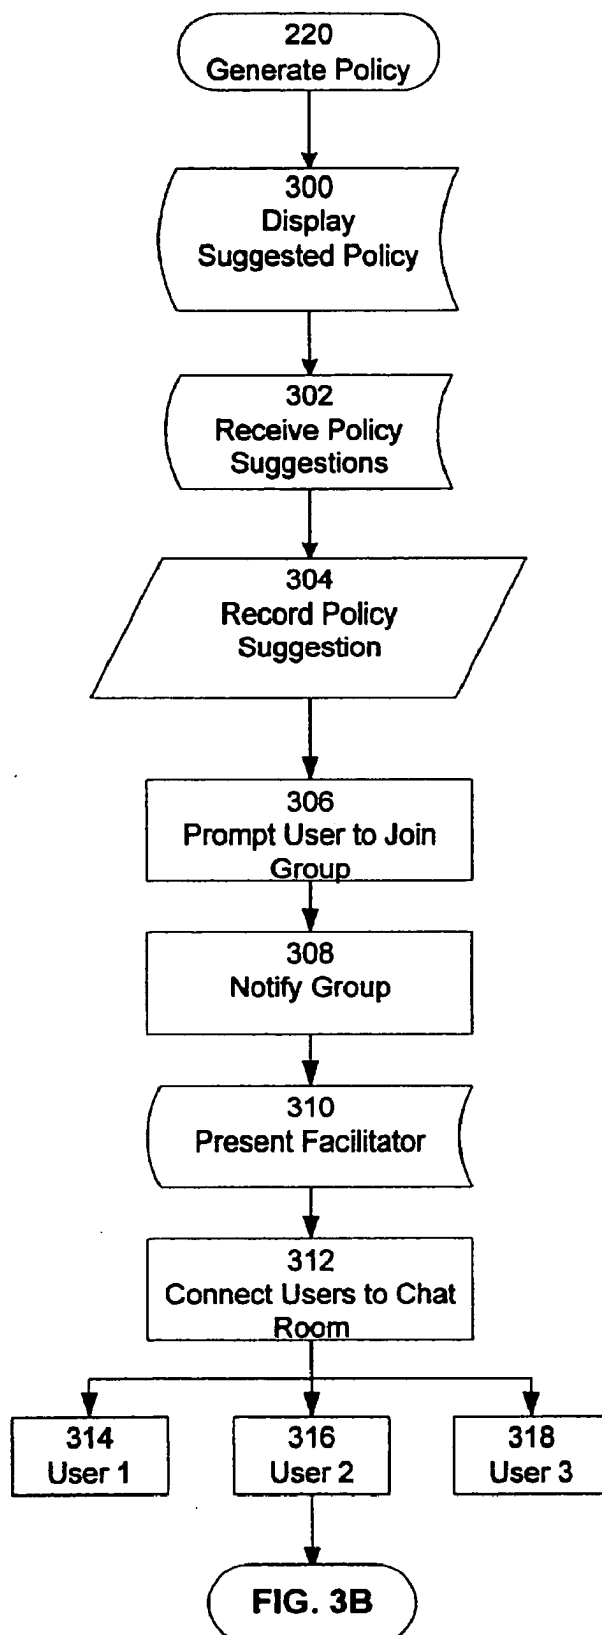 220
Generate Policy
300
Display
Suggested Policy
302
Receive Policy
Suggestions
304
Record Policy
Suggestion
306
Prompt User to Join
Group
308
Notify Group
310
Present Facilitator
312
Connect Users to Chat
Room
314
User 1
316
User 2
318
User 3
FIG. 3B